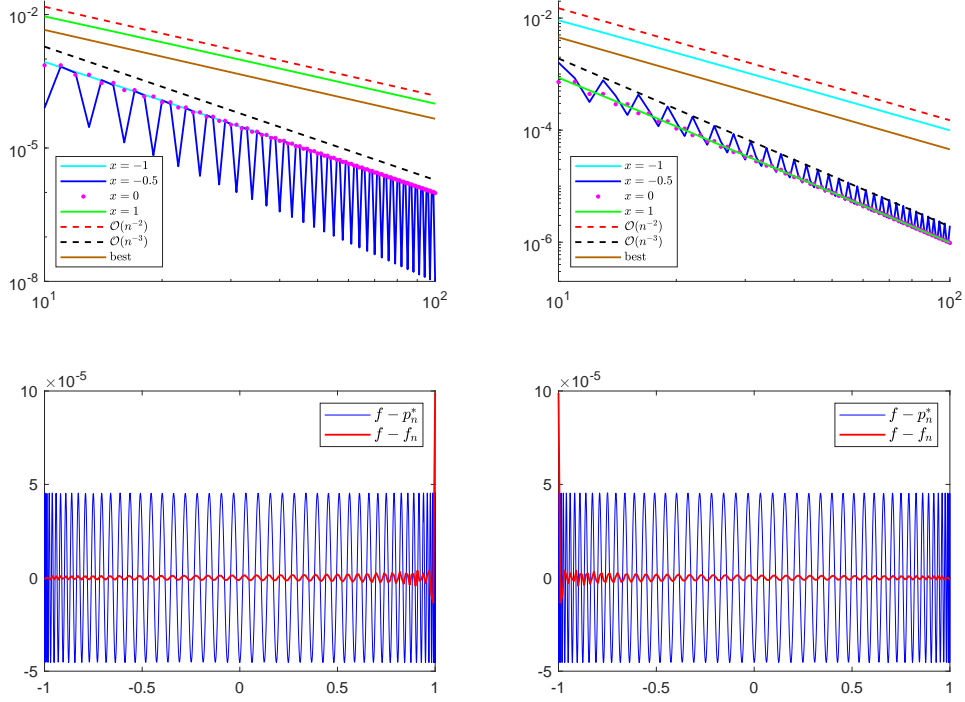 10^{-2}
10^{-5}
10^{-8}
x = −1
x = −0.5
x = 0
x = 1
𝒪(n^{−2})
𝒪(n^{−3})
best
10^1
10^2
10^{-2}
10^{-4}
10^{-6}
x = −1
x = −0.5
x = 0
x = 1
𝒪(n^{−2})
𝒪(n^{−3})
best
10^1
10^2
×10^{-5}
10
5
0
-5
f − p_n^*
f − f_n
-1 -0.5 0 0.5 1
×10^{-5}
10
5
0
-5
f − p_n^*
f − f_n
-1 -0.5 0 0.5 1